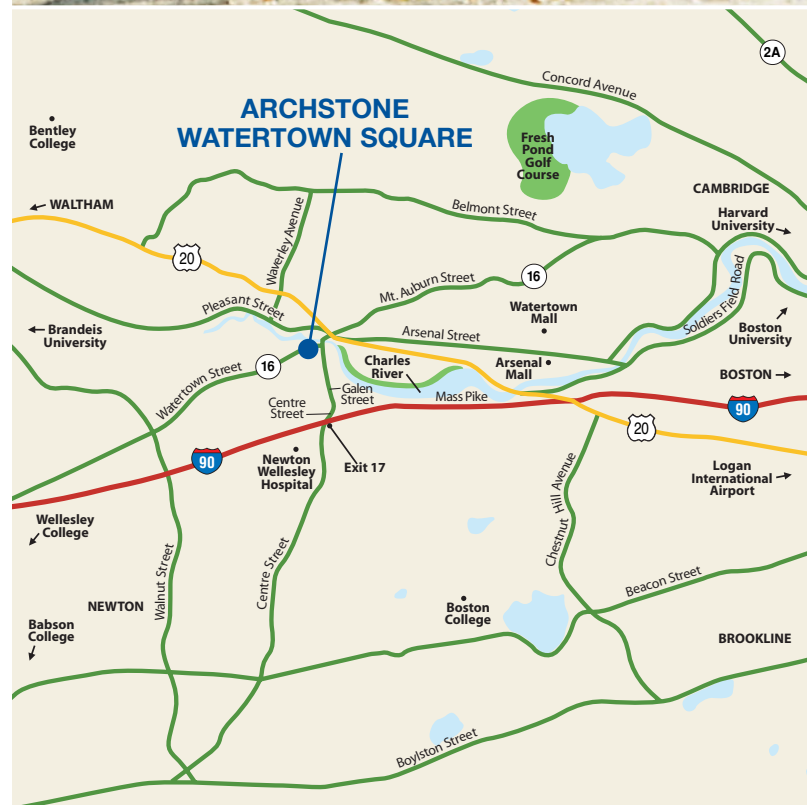 2A
Concord Avenue
ARCHSTONE
WATERTOWN SQUARE
Bentley
College
Fresh
Pond
Golf
Course
CAMBRIDGE
WALTHAM
Harvard
University
Belmont Street
Waverley Avenue
20
Mt. Auburn Street
16
Pleasant Street
Soldiers Field Road
Watertown
Mall
Brandeis
University
Arsenal Street
Boston
University
Charles
River
Arsenal
Mall
BOSTON
16
Watertown Street
Galen
Street
Centre
Street
Mass Pike
90
20
Newton
Wellesley
Hospital
Exit 17
90
Logan
International
Airport
Chestnut Hill Avenue
Wellesley
College
Walnut Street
Centre Street
Beacon Street
NEWTON
Boston
College
Babson
College
BROOKLINE
Boylston Street